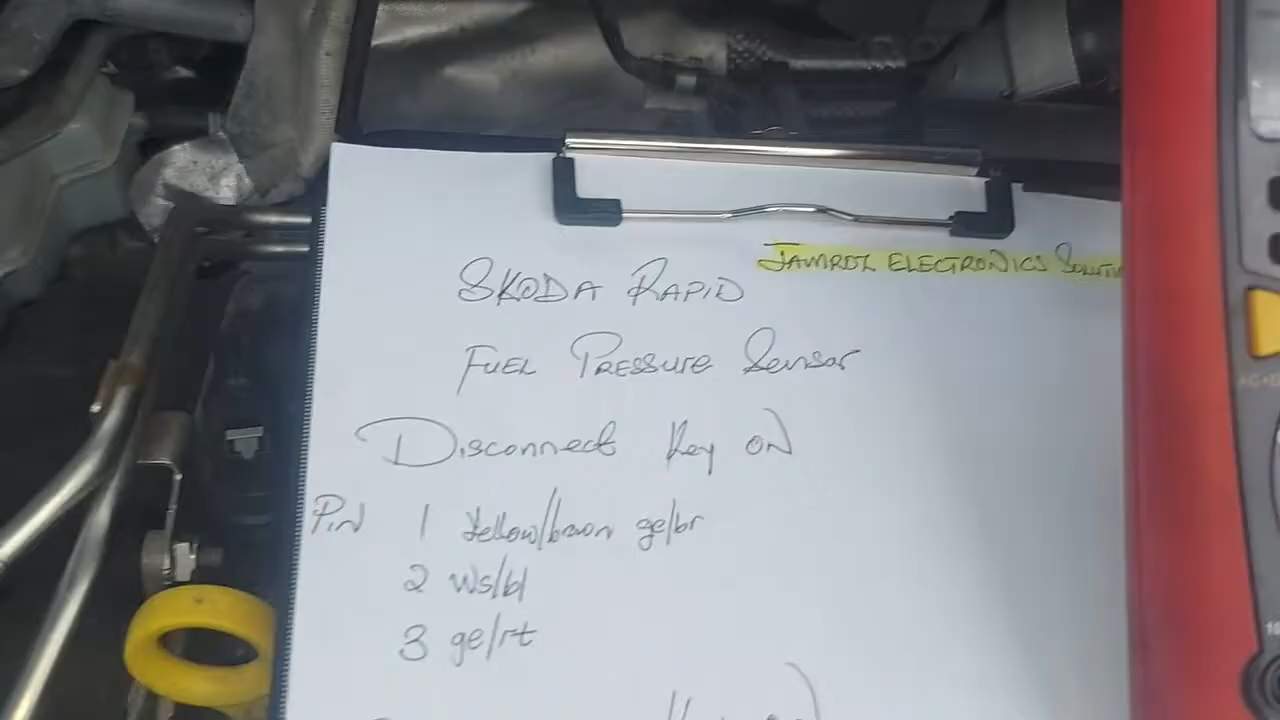 JAMROZ ELECTRONICS
SKODA RAPID
FUEL PRESSURE Sensor
Disconnect Key ON
PIN 1 Yellow/brown ge/br
2 Ws/bl
3 ge/rt